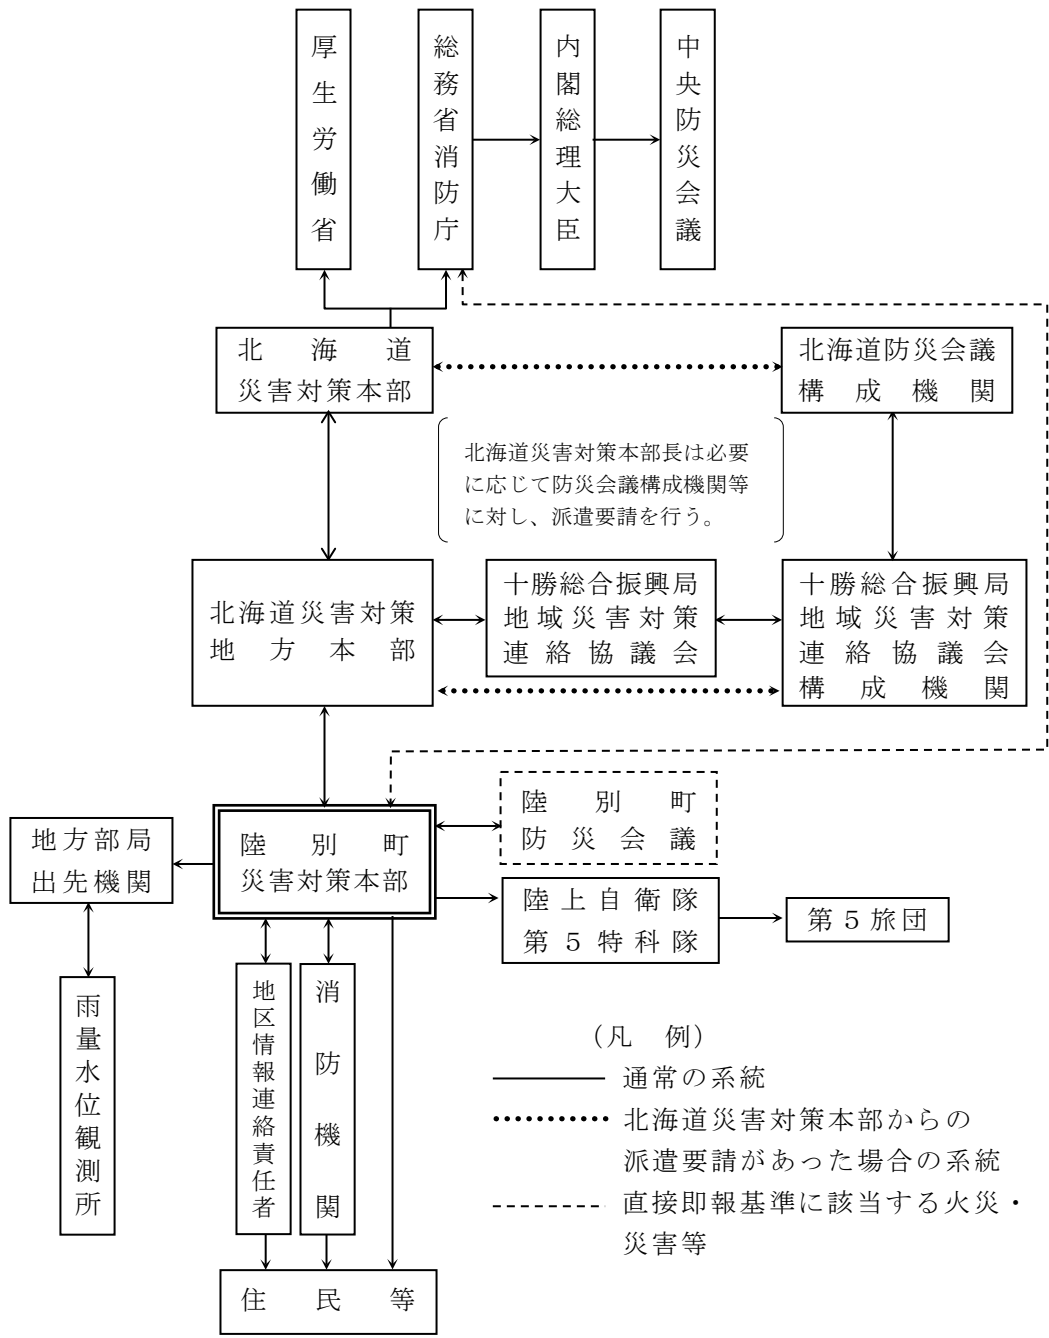 厚生労働省
総務省消防庁
内閣総理大臣
中央防災会議
北海道
災害対策本部
北海道防災会議
構成機関
北海道災害対策本部長は必要
に応じて防災会議構成機関等
に対し、派遣要請を行う。
北海道災害対策
地方本部
十勝総合振興局
地域災害対策
連絡協議会
十勝総合振興局
地域災害対策
連絡協議会
構成機関
陸別町
防災会議
地方部局
出先機関
陸別町
災害対策本部
陸上自衛隊
第5特科隊
第5旅団
雨量水位観測所
地区情報連絡責任者
消防機関
(凡 例)
通常の系統
北海道災害対策本部からの
派遣要請があった場合の系統
直接即報基準に該当する火災・
災害等
住民等